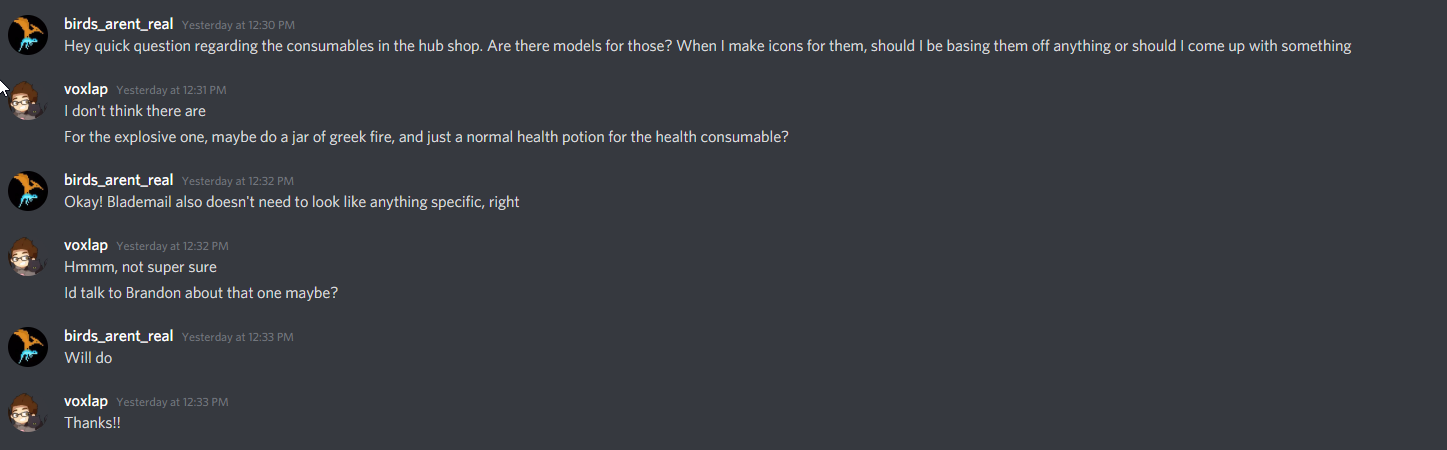 birds_arent_real Yesterday at 12:30 PM
Hey quick question regarding the consumables in the hub shop. Are there models for those? When I make icons for them, should I be basing them off anything or should I come up with something
voxlap Yesterday at 12:31 PM
I don't think there are
For the explosive one, maybe do a jar of greek fire, and just a normal health potion for the health consumable?
birds_arent_real Yesterday at 12:32 PM
Okay! Blademail also doesn't need to look like anything specific, right
voxlap Yesterday at 12:32 PM
Hmmm, not super sure
Id talk to Brandon about that one maybe?
birds_arent_real Yesterday at 12:33 PM
Will do
voxlap Yesterday at 12:33 PM
Thanks!!